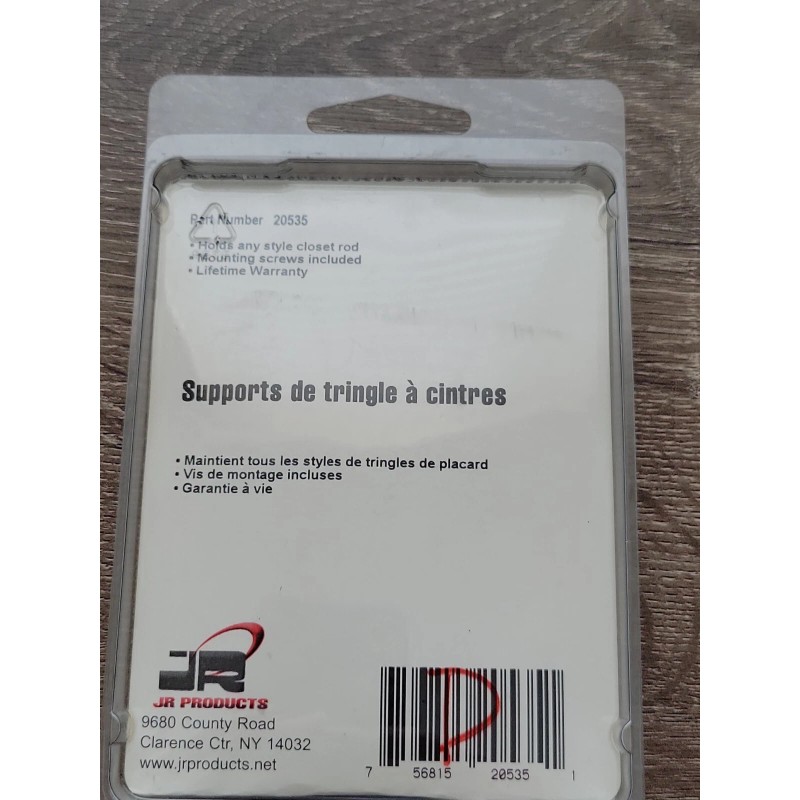 Part Number 20535
• Holds any style closet rod
• Mounting screws included
• Lifetime Warranty
Supports de tringle à cintres
• Maintient tous les styles de tringles de placard
• Vis de montage incluses
• Garantie à vie
JR
JR PRODUCTS
9680 County Road
Clarence Ctr, NY 14032
www.jrproducts.net
P
7 56815 20535 1